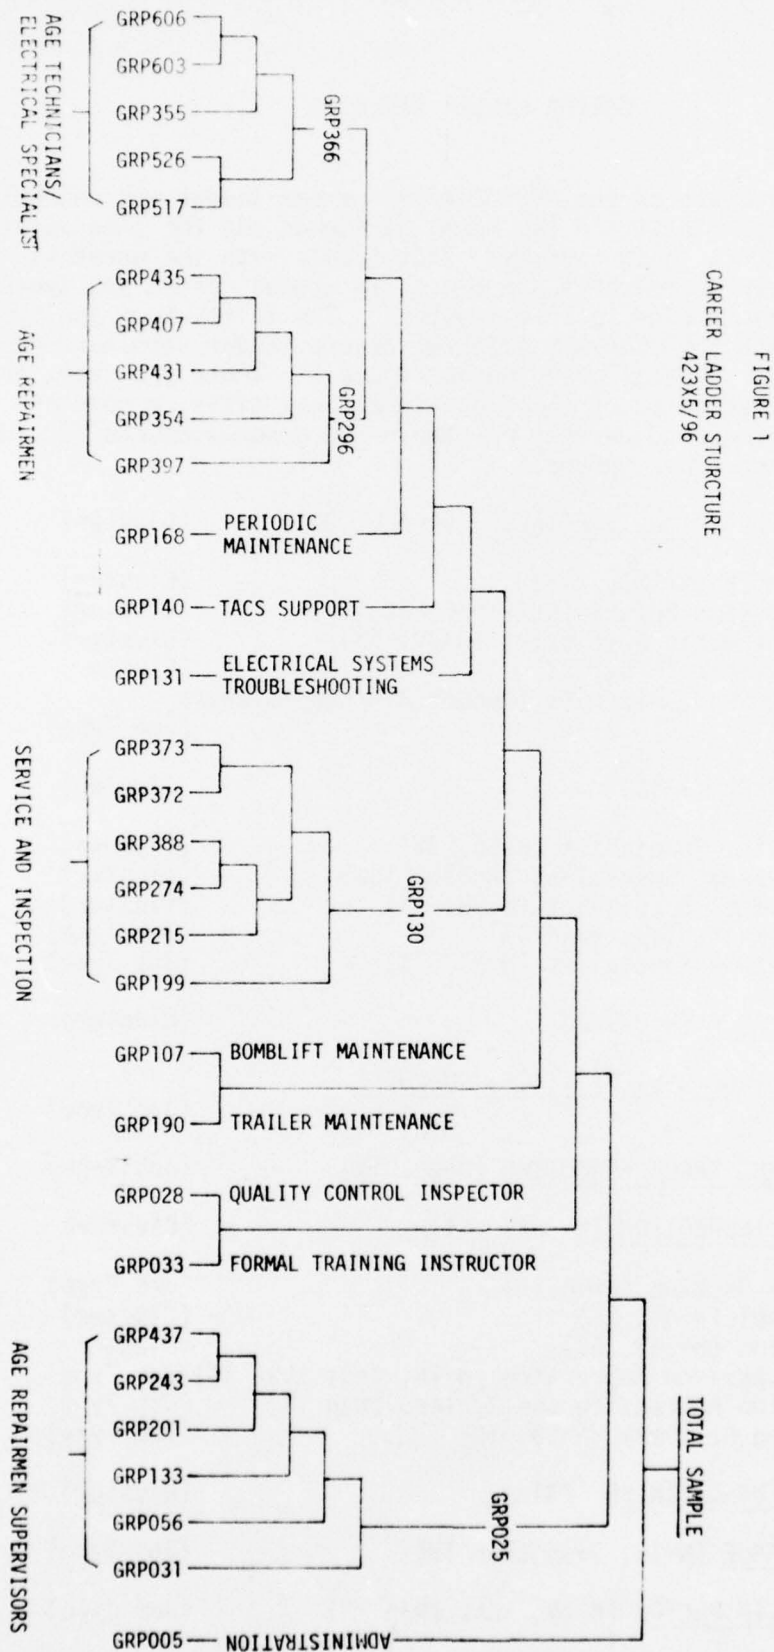 FIGURE 1
CAREER LADDER STURCTURE
423X5/96
TOTAL SAMPLE
GRP606
GRP603
GRP355
GRP526
GRP517
GRP366
AGE TECHNICIANS/
ELECTRICAL SPECIALIST
GRP435
GRP407
GRP431
GRP354
GRP397
GRP296
AGE REPAIRMEN
GRP168
PERIODIC
MAINTENANCE
GRP140
TACS SUPPORT
GRP131
ELECTRICAL SYSTEMS
TROUBLESHOOTING
GRP373
GRP372
GRP388
GRP274
GRP215
GRP199
GRP130
SERVICE AND INSPECTION
GRP107
BOMBLIFT MAINTENANCE
GRP190
TRAILER MAINTENANCE
GRP028
QUALITY CONTROL INSPECTOR
GRP033
FORMAL TRAINING INSTRUCTOR
GRP437
GRP243
GRP201
GRP133
GRP056
GRP031
GRP025
AGE REPAIRMEN SUPERVISORS
GRP005
ADMINISTRATION